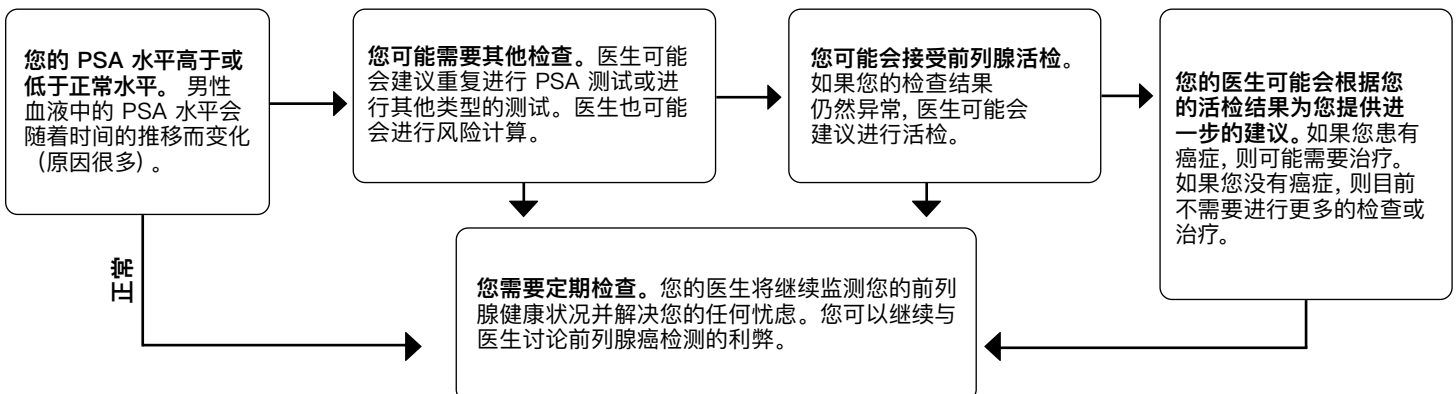 您的 PSA 水平高于或
低于正常水平。 男性
血液中的 PSA 水平会
随着时间的推移而变化
（原因很多）。
您可能需要其他检查。医生可能
会建议重复进行 PSA 测试或进
行其他类型的测试。医生也可能
会进行风险计算。
您可能会接受前列腺活检。
如果您的检查结果
仍然异常，医生可能会
建议进行活检。
您的医生可能会根据您
的活检结果为您提供进
一步的建议。如果您患有
癌症，则可能需要治疗。
如果您没有癌症，则目前
不需要进行更多的检查或
治疗。
正常
您需要定期检查。您的医生将继续监测您的前列
腺健康状况并解决您的任何忧虑。您可以继续与
医生讨论前列腺癌检测的利弊。